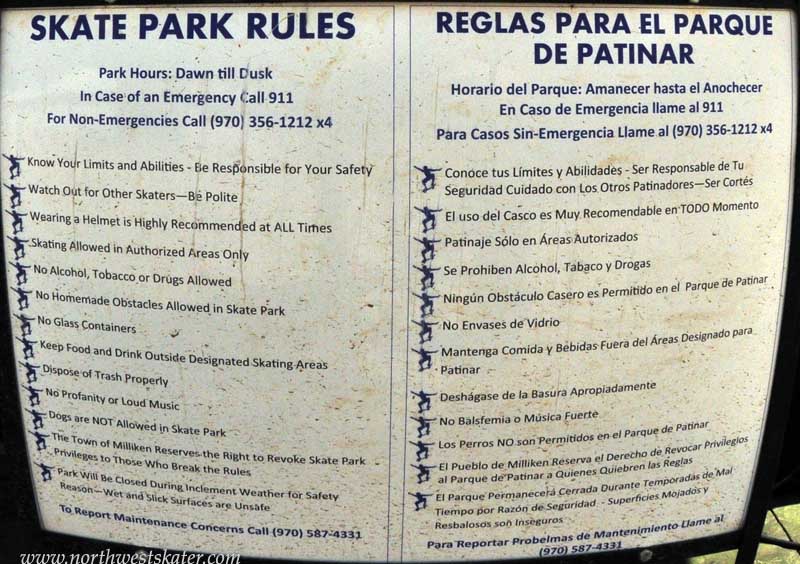 SKATE PARK RULES
Park Hours: Dawn till Dusk
In Case of an Emergency Call 911
For Non-Emergencies Call (970) 356-1212 x4
Know Your Limits and Abilities - Be Responsible for Your Safety
Watch Out for Other Skaters—Be Polite
Wearing a Helmet is Highly Recommended at ALL Times
Skating Allowed in Authorized Areas Only
No Alcohol, Tobacco or Drugs Allowed
No Homemade Obstacles Allowed in Skate Park
No Glass Containers
Keep Food and Drink Outside Designated Skating Areas
Dispose of Trash Properly
No Profanity or Loud Music
Dogs are NOT Allowed in Skate Park
The Town of Milliken Reserves the Right to Revoke Skate Park
Privileges to Those Who Break the Rules
Park Will be Closed During Inclement Weather for Safety
Reason—Wet and Slick Surfaces are Unsafe
To Report Maintenance Concerns Call (970) 587-4331
REGLAS PARA EL PARQUE
DE PATINAR
Horario del Parque: Amanecer hasta el Anochecer
En Caso de Emergencia llame al 911
Para Casos Sin-Emergencia Llame al (970) 356-1212 x4
Conoce tus Límites y Abilidades - Ser Responsable de Tu
Seguridad Cuidado con Los Otros Patinadores—Ser Cortés
El uso del Casco es Muy Recomendable en TODO Momento
Patinaje Sólo en Áreas Autorizados
Se Prohiben Alcohol, Tabaco y Drogas
Ningún Obstáculo Casero es Permitido en el Parque de Patinar
No Envases de Vidrio
Mantenga Comida y Bebidas Fuera del Áreas Designado para
Patinar
Deshágase de la Basura Apropiadamente
No Balsfemia o Música Fuerte
Los Perros NO son Permitidos en el Parque de Patinar
El Pueblo de Milliken Reserva el Derecho de Revocar Privilegios
al Parque de Patinar a Quienes Quiebren las Reglas
El Parque Permanecerá Cerrada Durante Temporadas de Mal
Tiempo por Razón de Seguridad - Superficies Mojados y
Resbalosos son Inseguros
Para Reportar Probelmas de Mantenimiento Llame al
(970) 587-4331
www.northwestskater.com